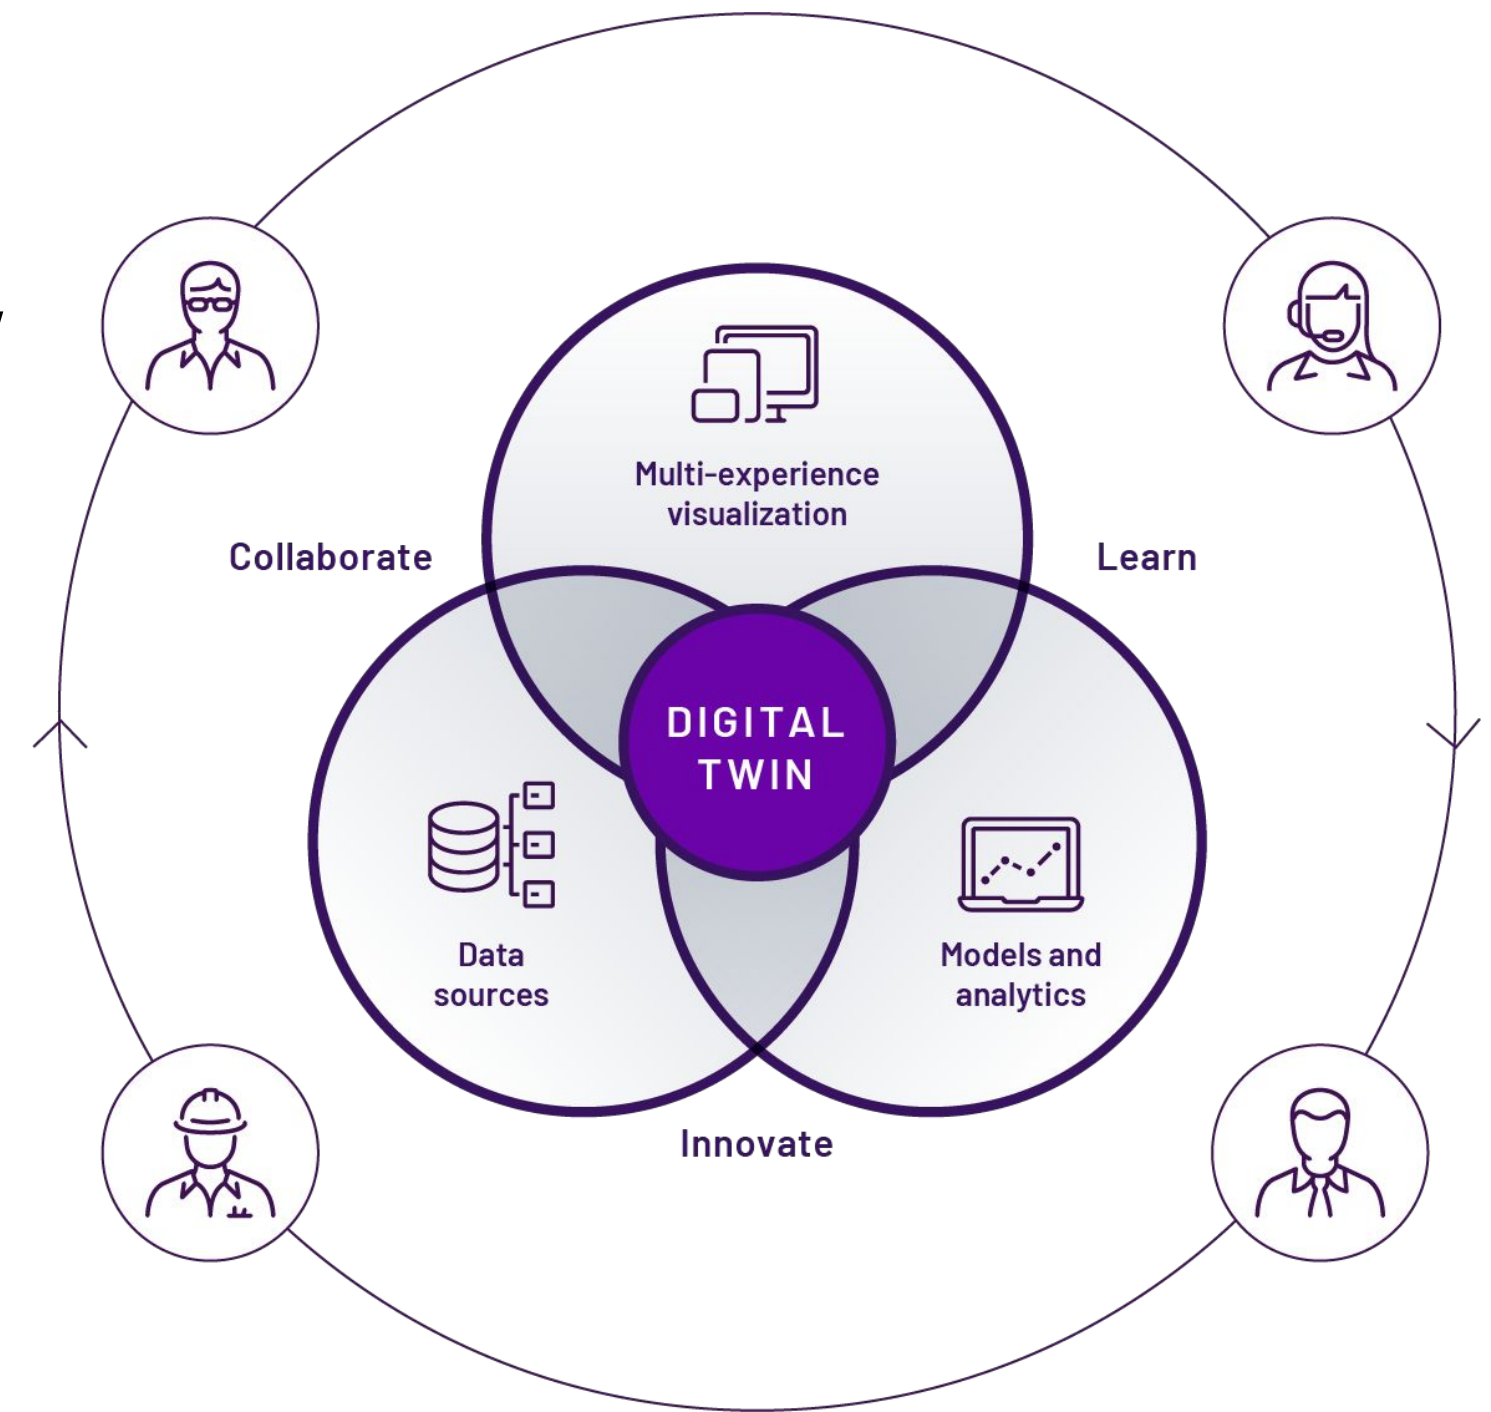 Multi-experience
visualization
Collaborate
Learn
DIGITAL
TWIN
Data
sources
Models and
analytics
Innovate